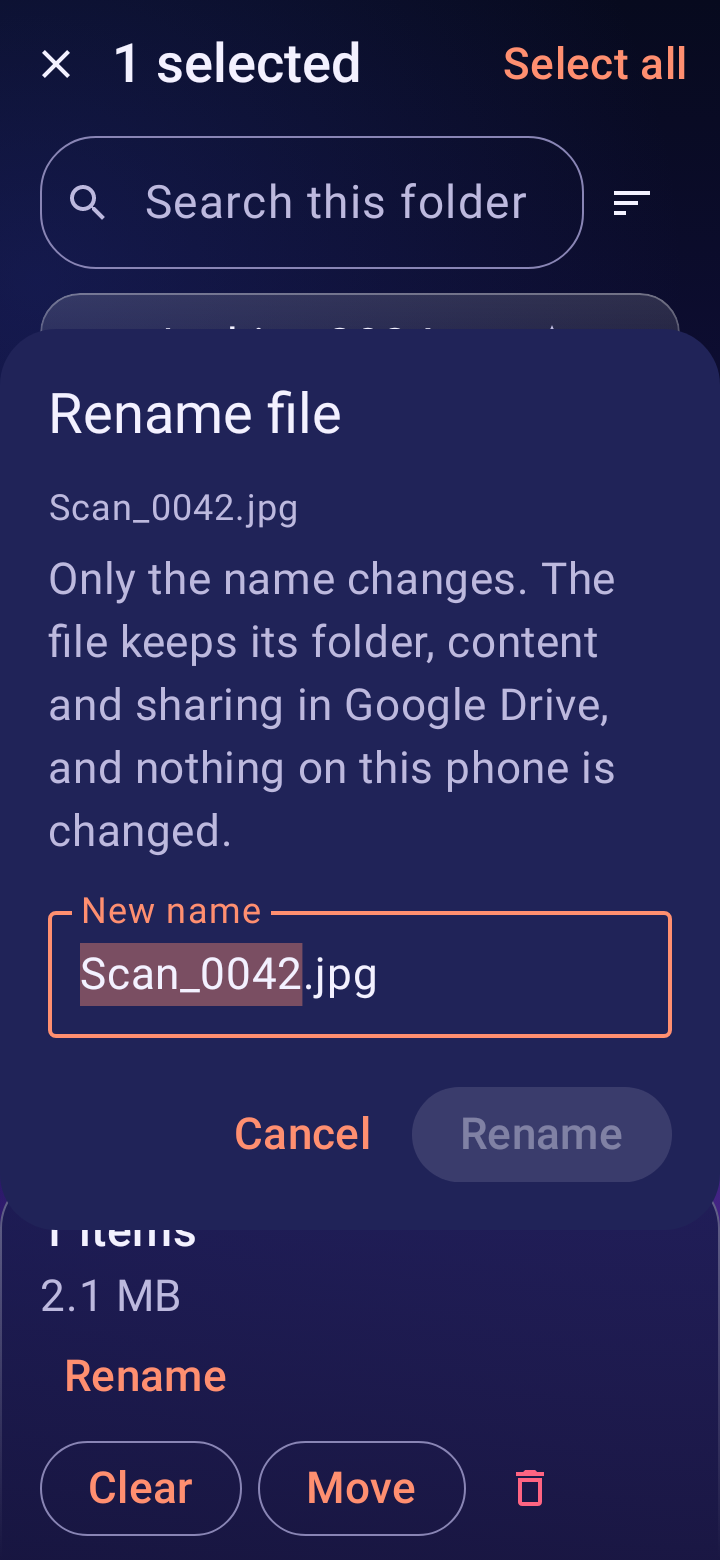 1 selected
Select all
Search this folder
Rename file
Scan_0042.jpg
Only the name changes. The
file keeps its folder, content
and sharing in Google Drive,
and nothing on this phone is
changed.
New name
Scan_0042.jpg
Cancel
Rename
1 items
2.1 MB
Rename
Clear
Move